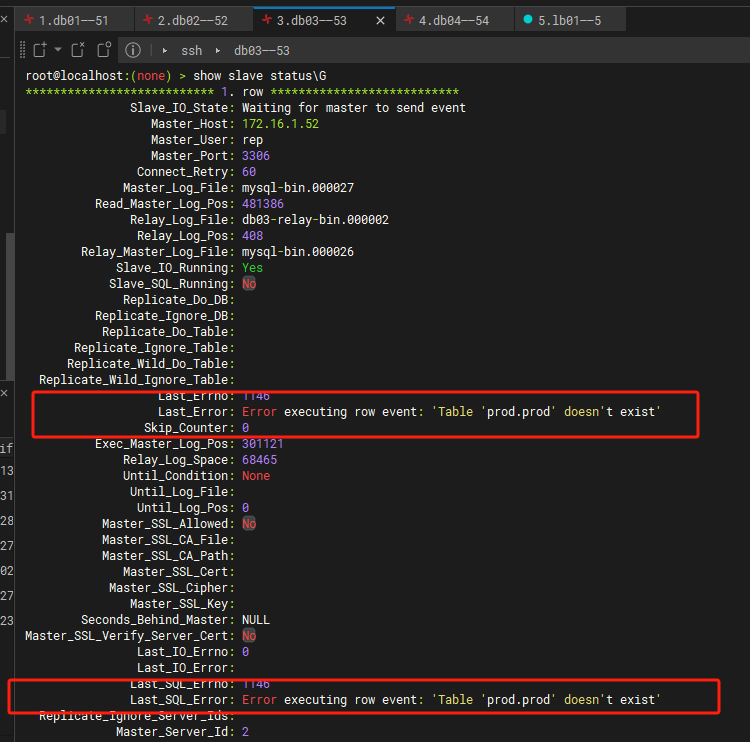 1.db01——51
2.db02——52
3.db03——53
4.db04——54
5.lb01——5
ssh
db03——53
root@localhost:(none) > show slave status\G
*************************** 1. row ***************************
Slave_IO_State: Waiting for master to send event
Master_Host: 172.16.1.52
Master_User: rep
Master_Port: 3306
Connect_Retry: 60
Master_Log_File: mysql-bin.000027
Read_Master_Log_Pos: 481386
Relay_Log_File: db03-relay-bin.000002
Relay_Log_Pos: 408
Relay_Master_Log_File: mysql-bin.000026
Slave_IO_Running: Yes
Slave_SQL_Running: No
Replicate_Do_DB:
Replicate_Ignore_DB:
Replicate_Do_Table:
Replicate_Ignore_Table:
Replicate_Wild_Do_Table:
Replicate_Wild_Ignore_Table:
Last_Errno: 1146
Last_Error: Error executing row event: 'Table 'prod.prod' doesn't exist'
Skip_Counter: 0
Exec_Master_Log_Pos: 301121
Relay_Log_Space: 68465
Until_Condition: None
Until_Log_File:
Until_Log_Pos: 0
Master_SSL_Allowed: No
Master_SSL_CA_File:
Master_SSL_CA_Path:
Master_SSL_Cert:
Master_SSL_Cipher:
Master_SSL_Key:
Seconds_Behind_Master: NULL
Master_SSL_Verify_Server_Cert: No
Last_IO_Errno: 0
Last_IO_Error:
Last_SQL_Errno: 1146
Last_SQL_Error: Error executing row event: 'Table 'prod.prod' doesn't exist'
Replicate_Ignore_Server_Ids:
Master_Server_Id: 2
if
13
31
28
27
02
27
23